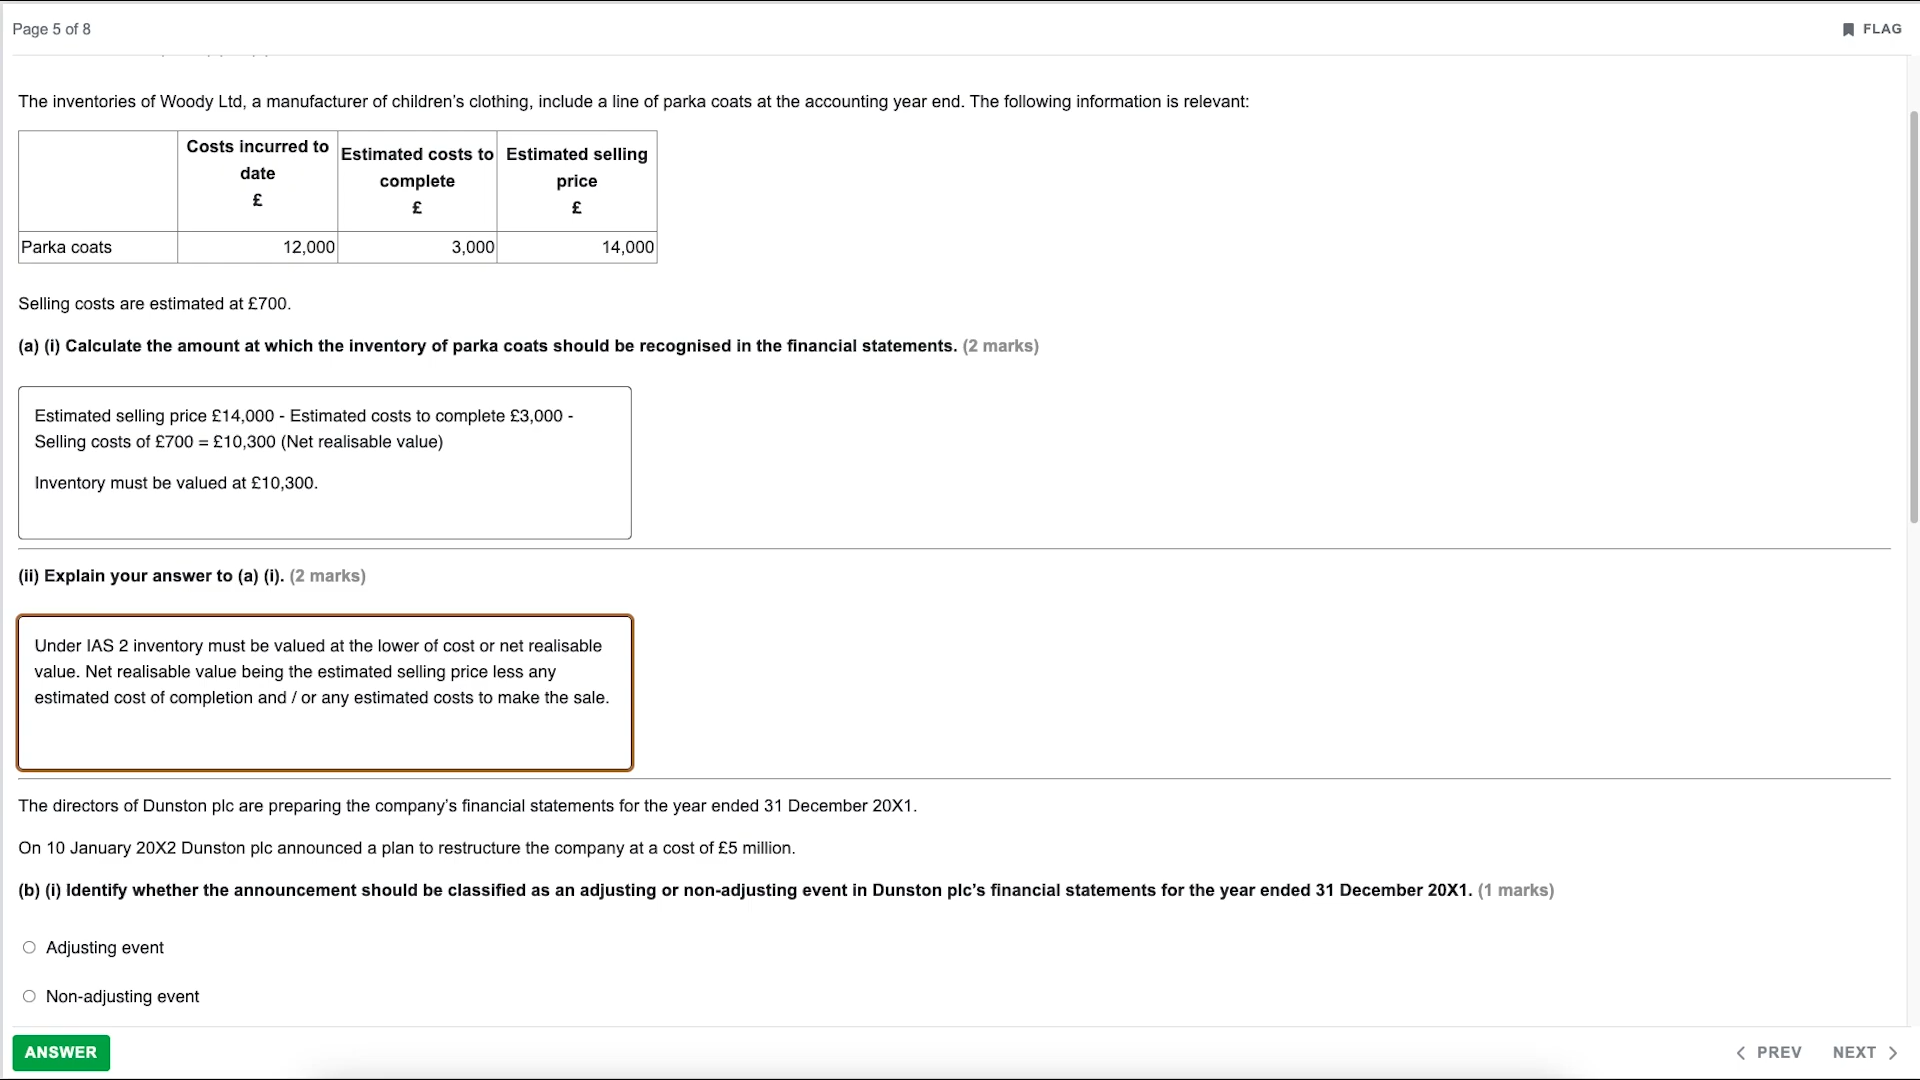 Page 5 of 8
FLAG
The inventories of Woody Ltd, a manufacturer of children's clothing, include a line of parka coats at the accounting year end. The following information is relevant:
Costs incurred to date £
Estimated costs to complete £
Estimated selling price £
Parka coats 12,000 3,000 14,000
Selling costs are estimated at £700.
(a) (i) Calculate the amount at which the inventory of parka coats should be recognised in the financial statements. (2 marks)
Estimated selling price £14,000 - Estimated costs to complete £3,000 -
Selling costs of £700 = £10,300 (Net realisable value)
Inventory must be valued at £10,300.
(ii) Explain your answer to (a) (i). (2 marks)
Under IAS 2 inventory must be valued at the lower of cost or net realisable
value. Net realisable value being the estimated selling price less any
estimated cost of completion and / or any estimated costs to make the sale.
The directors of Dunston plc are preparing the company's financial statements for the year ended 31 December 20X1.
On 10 January 20X2 Dunston plc announced a plan to restructure the company at a cost of £5 million.
(b) (i) Identify whether the announcement should be classified as an adjusting or non-adjusting event in Dunston plc's financial statements for the year ended 31 December 20X1. (1 marks)
Adjusting event
Non-adjusting event
ANSWER
PREV
NEXT